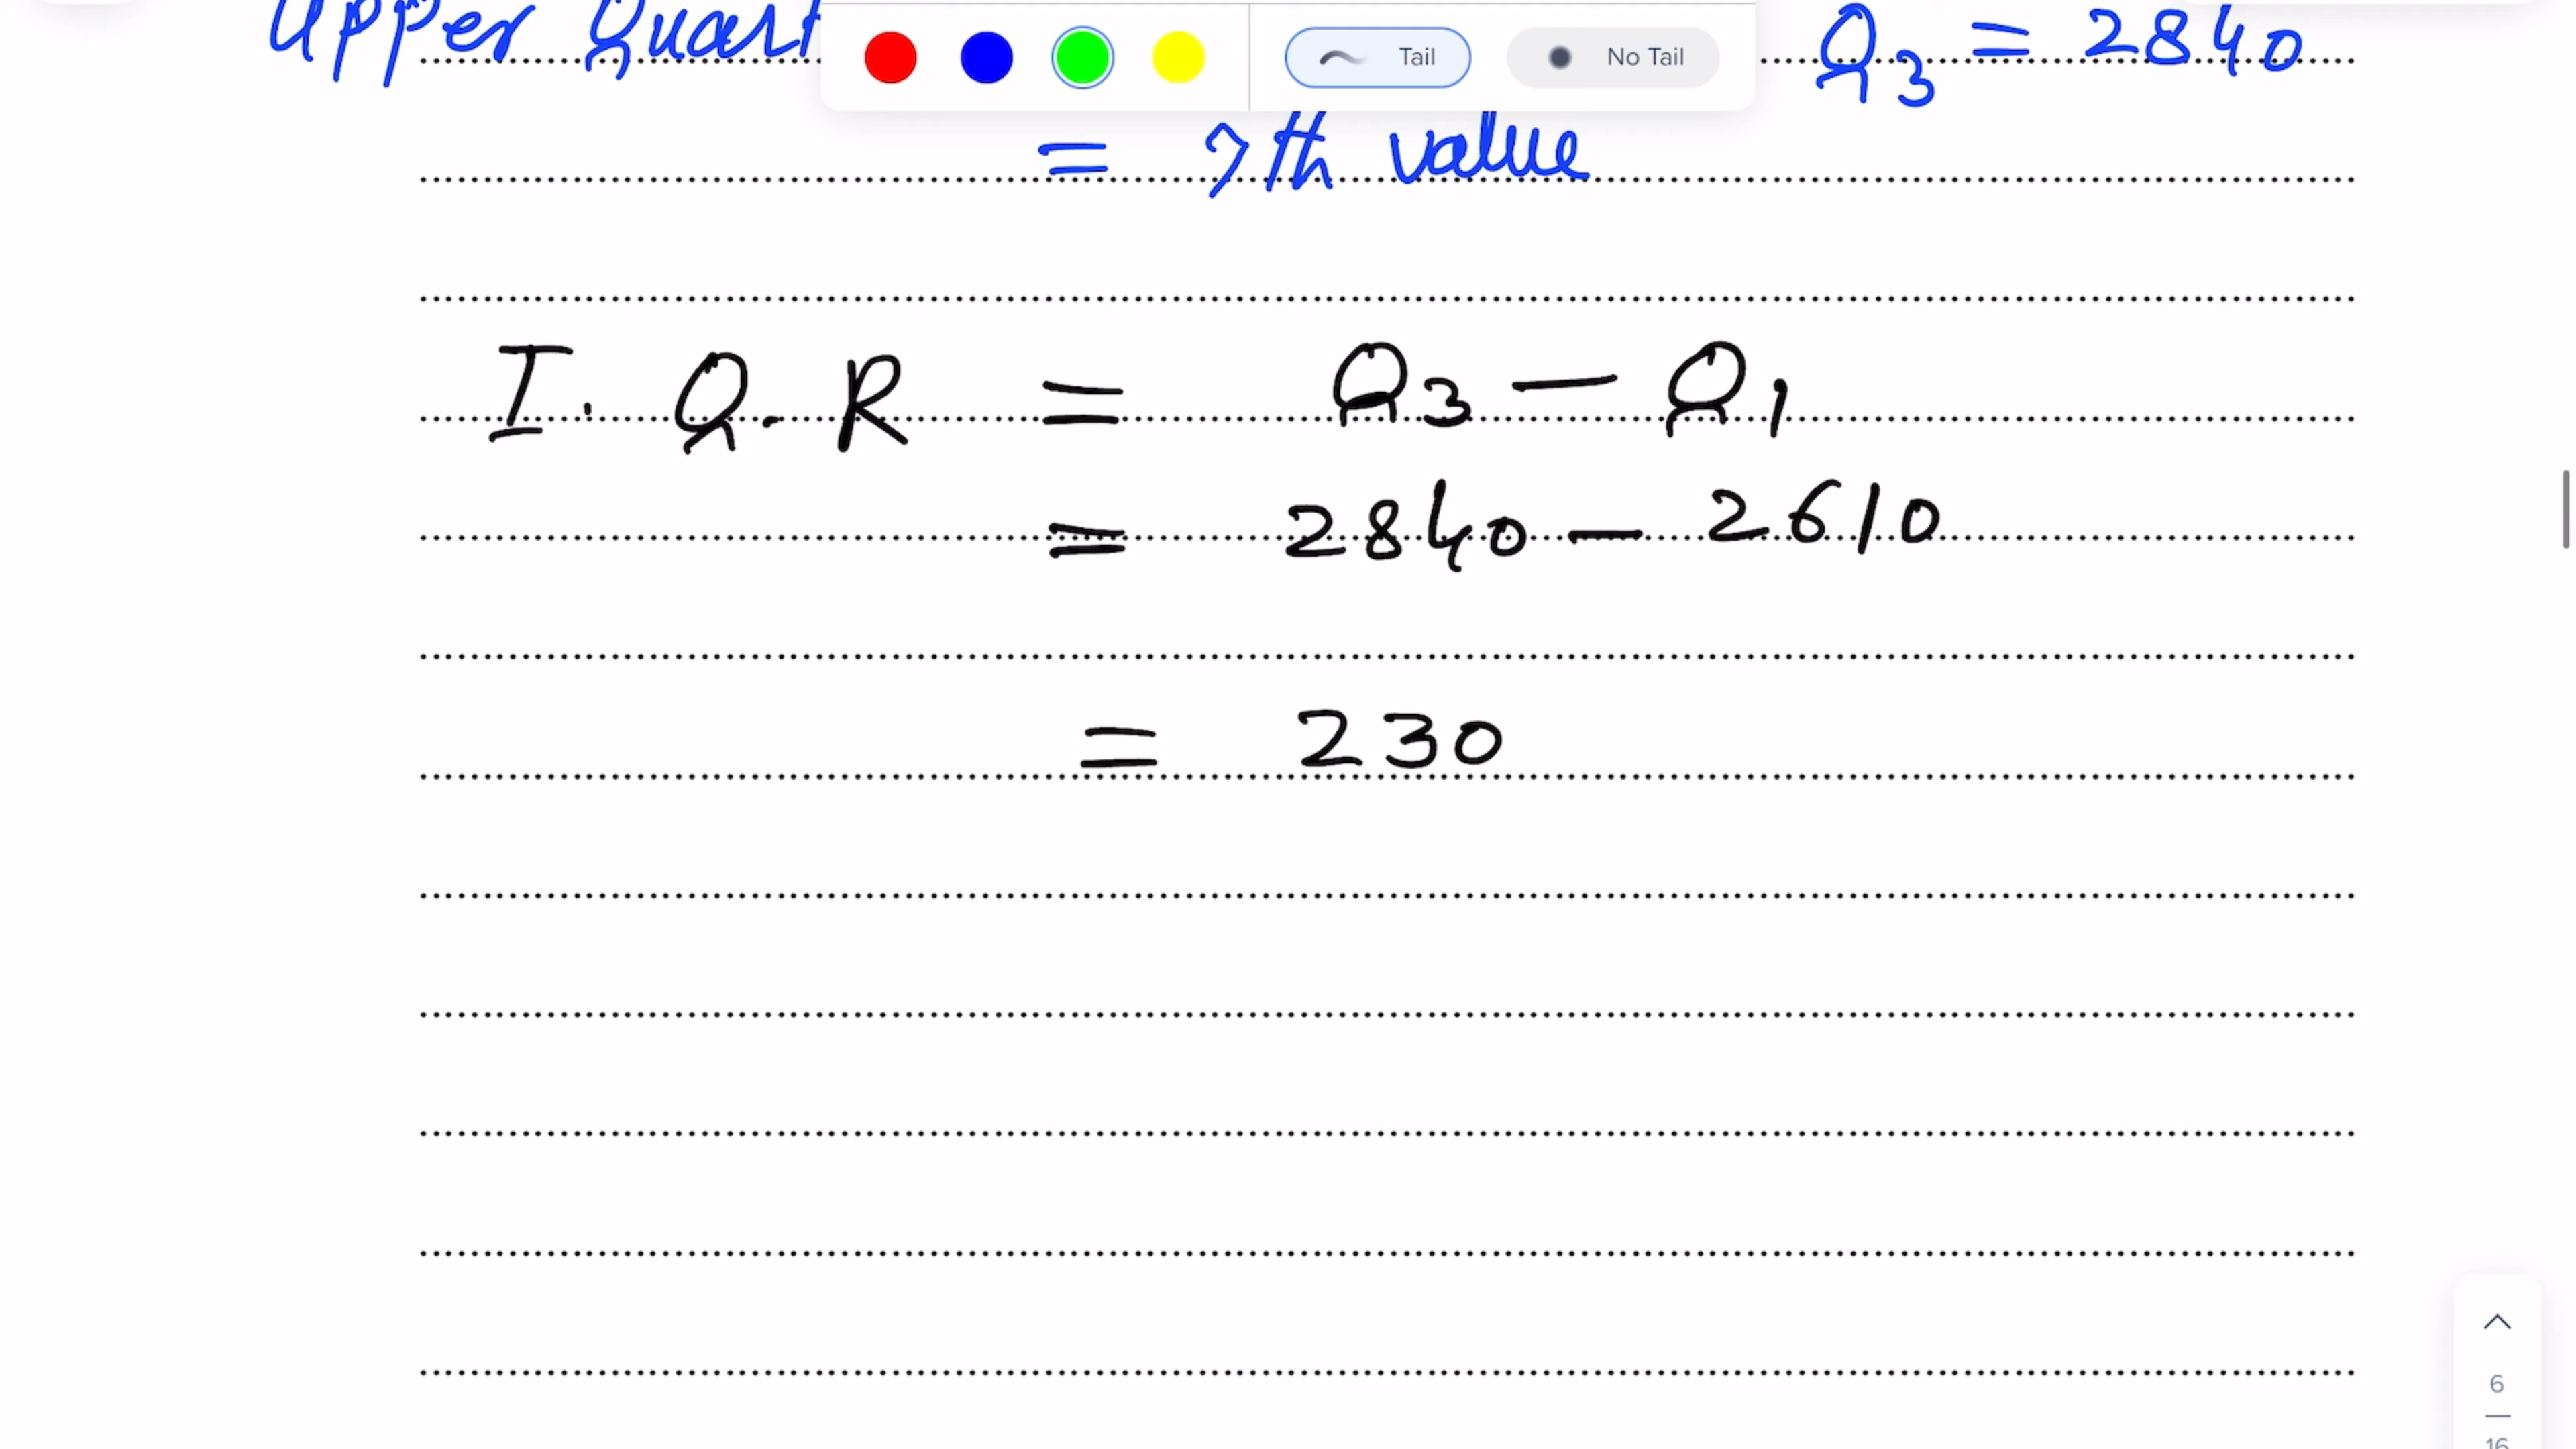 Upper Quart
Tail
No Tail
Q3 = 2840
= 7th value
I. Q. R = Q3 — Q1
= 2840 — 2610
= 230
6
16